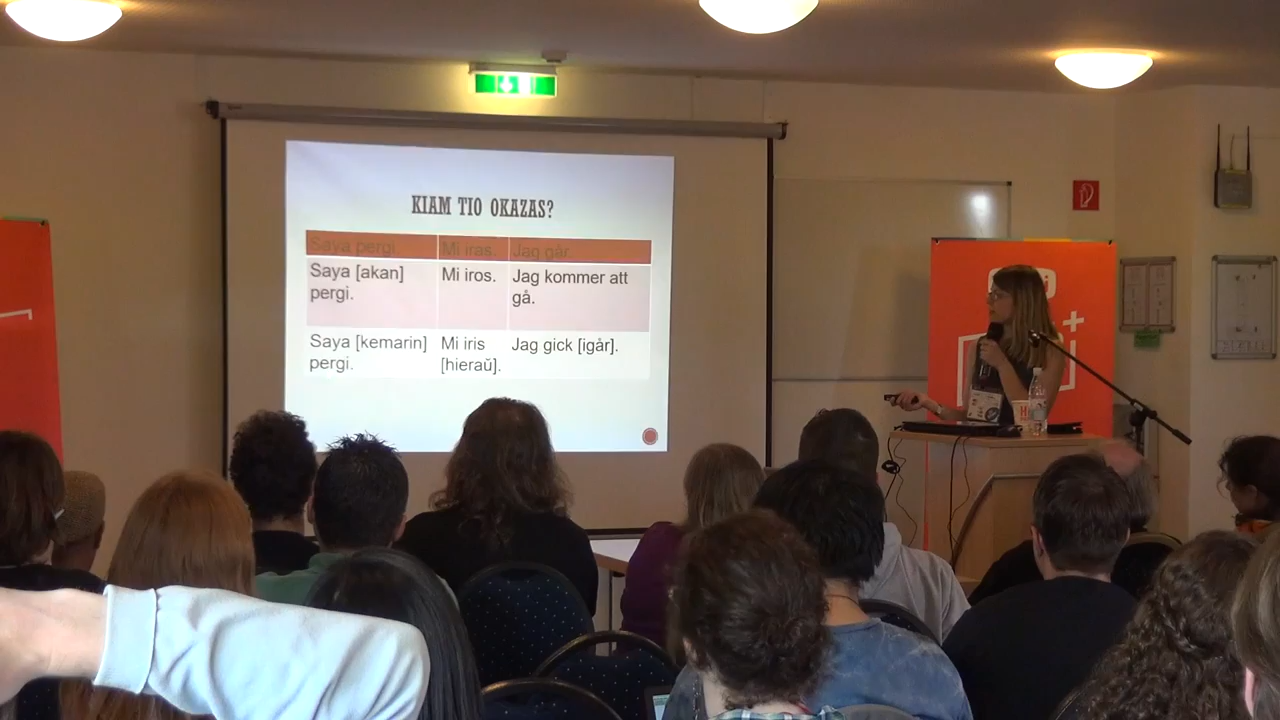 KIAM TIO OKAZAS?
Saya pergi. Mi iras. Jag går.
Saya [akan] Mi iros. Jag kommer att
pergi. gå.
Saya [kemarin] Mi iris Jag gick [igår].
pergi. [hieraŭ].